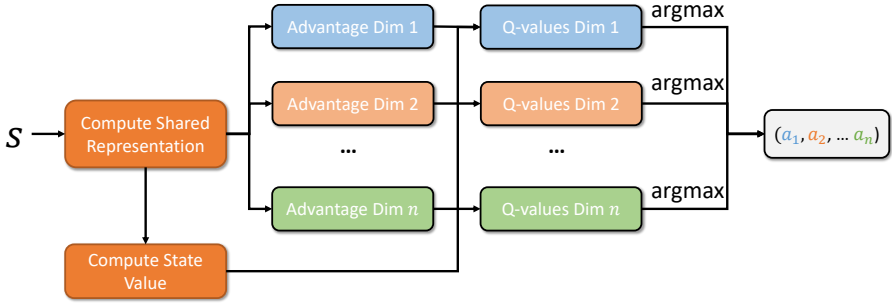 S
Compute Shared
Representation
Compute State
Value
Advantage Dim 1
Advantage Dim 2
...
Advantage Dim n
Q-values Dim 1
Q-values Dim 2
...
Q-values Dim n
argmax
argmax
argmax
(a₁, a₂, ... aₙ)